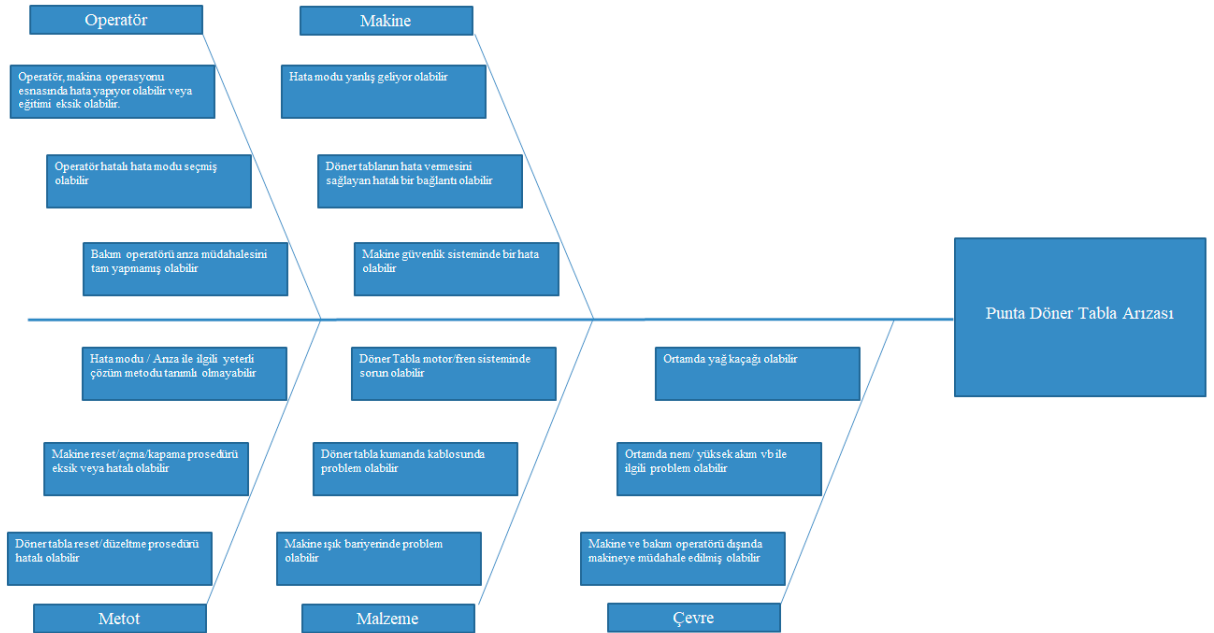 Operatör
Operatör, makina operasyonu
esnasında hata yapıyor olabilir veya
eğitimi eksik olabilir.
Operatör hatalı hata modu seçmiş
olabilir
Bakım operatörü arıza müdahalesini
tam yapmamış olabilir
Makine
Hata modu yanlış geliyor olabilir
Döner tablanın hata vermesini
sağlayan hatalı bir bağlantı olabilir
Makine güvenlik sisteminde bir hata
olabilir
Punta Döner Tabla Arızası
Hata modu / Arıza ile ilgili yeterli
çözüm metodu tanımlı olmayabilir
Makine reset/açma/kapama prosedürü
eksik veya hatalı olabilir
Döner tabla reset/düzeltme prosedürü
hatalı olabilir
Metot
Döner Tabla motor/fren sisteminde
sorun olabilir
Döner tabla kumanda kablosunda
problem olabilir
Makine ışık bariyerinde problem
olabilir
Malzeme
Ortamda yağ kaçağı olabilir
Ortamda nem/ yüksek akım vb ile
ilgili problem olabilir
Makine ve bakım operatörü dışında
makineye müdahale edilmiş olabilir
Çevre